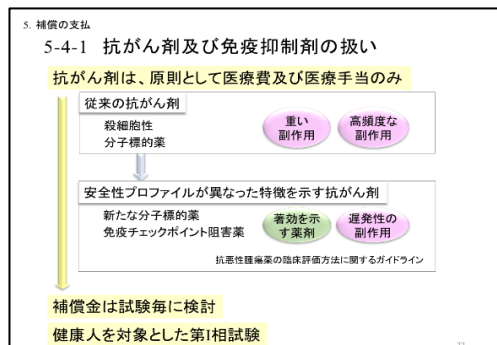 5. 補償の支払
5-4-1 抗がん剤及び免疫抑制剤の扱い
抗がん剤は、原則として医療費及び医療手当のみ
従来の抗がん剤
殺細胞性
分子標的薬
重い
副作用
高頻度な
副作用
安全性プロファイルが異なった特徴を示す抗がん剤
新たな分子標的薬
免疫チェックポイント阻害薬
著効を示
す薬剤
遅発性の
副作用
抗悪性腫瘍薬の臨床評価方法に関するガイドライン
補償金は試験毎に検討
健康人を対象とした第I相試験